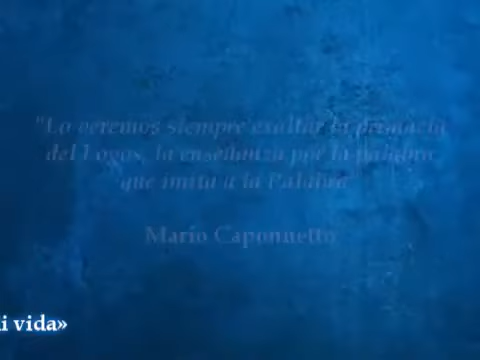 "Lo veremos siempre exaltar la primacía
del Logos, la enseñanza por la palabra
que imita a la Palabra"
Mario Caponnetto
i vida»